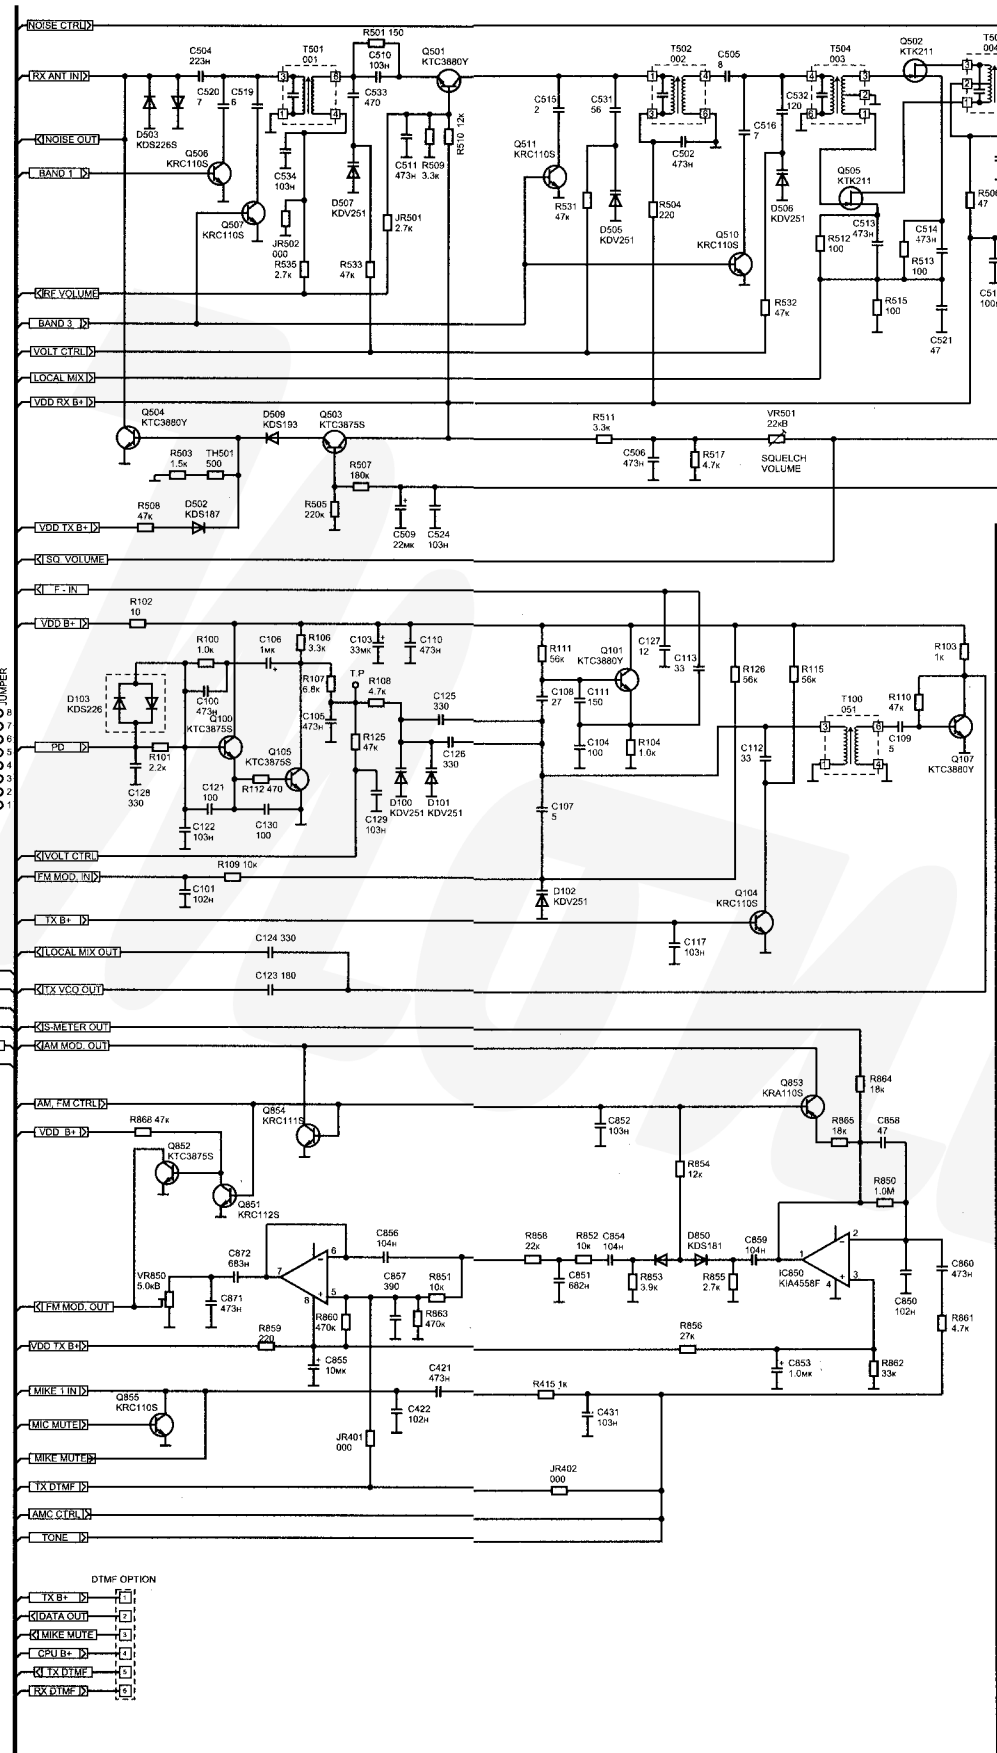 NOISE CTRL
R501 150
C504
223н
T501
001
C510
103н
Q501
KTC3880Y
T502
002
C505
8
T504
003
Q502
KTK211
RX ANT IN
C520
7
C519
6
C533
470
C515
2
C531
56
C532
120
D503
KDS226S
R510 12к
NOISE OUT
Q506
KRC110S
C511
473н
R509
3.3к
Q511
KRC110S
C502
473н
C516
7
BAND 1
C534
103н
Q505
KTK211
D507
KDV251
D506
KDV251
Q507
KRC110S
JR501
2.7к
R531
47к
D505
KDV251
R504
220
C513
473н
C514
473н
R506
47
JR502
000
R535
2.7к
R533
47к
Q510
KRC110S
R512
100
R513
100
RF VOLUME
R532
47к
R515
100
BAND 3
C521
47
VOLT CTRL
LOCAL MIX
VDD RX B+
Q504
KTC3880Y
D509
KDS193
Q503
KTC3875S
R511
3.3к
VR501
22кВ
R503
1.5к
TH501
500
R507
180к
C506
473н
R517
4.7к
SQUELCH
VOLUME
R508
47к
D502
KDS187
R505
220к
VDD TX B+
C509
22мк
C524
103н
SQ VOLUME
F - IN
R102
10
VDD B+
R100
1.0к
C106
1мк
R106
3.3к
C103
33мк
C110
473н
R111
56к
Q101
KTC3880Y
C127
12
C113
33
R126
56к
R115
56к
R103
1к
JUMPER
8
7
6
5
4
3
2
1
D103
KDS226
C100
473н
R107
6.8к
T.P
R108
4.7к
C108
27
C111
150
T100
051
R110
47к
Q100
KTC3875S
C105
473н
C125
330
PD
R101
2.2к
Q105
KTC3875S
R125
47к
C126
330
C104
100
R104
1.0к
C112
33
C109
5
Q107
KTC3880Y
C128
330
C121
100
R112 470
D100
KDV251
D101
KDV251
C107
5
C122
103н
C130
100
C129
103н
VOLT CTRL
R109 10к
FM MOD. IN
C101
102н
D102
KDV251
Q104
KRC110S
TX B+
C117
103н
C124 330
LOCAL MIX OUT
C123 180
TX VCO OUT
S-METER OUT
AM MOD. OUT
Q853
KRA110S
R864
18к
AM, FM CTRL
Q854
KRC111S
R868 47к
C852
103н
R865
18к
C858
47
VDD B+
Q852
KTC3875S
R854
12к
Q851
KRC112S
R850
1.0М
C872
683н
C856
104н
R858
22к
R852
10к
C854
104н
D850
KDS181
C859
104н
VR850
5.0кВ
C857
390
R851
10к
IC850
KIA4558F
C860
473н
C871
473н
R860
470к
R863
470к
C851
682н
R853
3.9к
R855
2.7к
C850
102н
FM MOD. OUT
R859
220
R856
27к
R861
4.7к
VDD TX B+
C855
10мк
C853
1.0мк
R862
33к
C421
473н
MIKE 1 IN
R415 1к
Q855
KRC110S
C422
102н
C431
103н
MIC MUTE
JR401
000
MIKE MUTE
JR402
000
TX DTMF
AMC CTRL
TONE
DTMF OPTION
TX B+ 1
DATA OUT 2
MIKE MUTE 3
CPU B+ 4
TX DTMF 5
RX DTMF 6